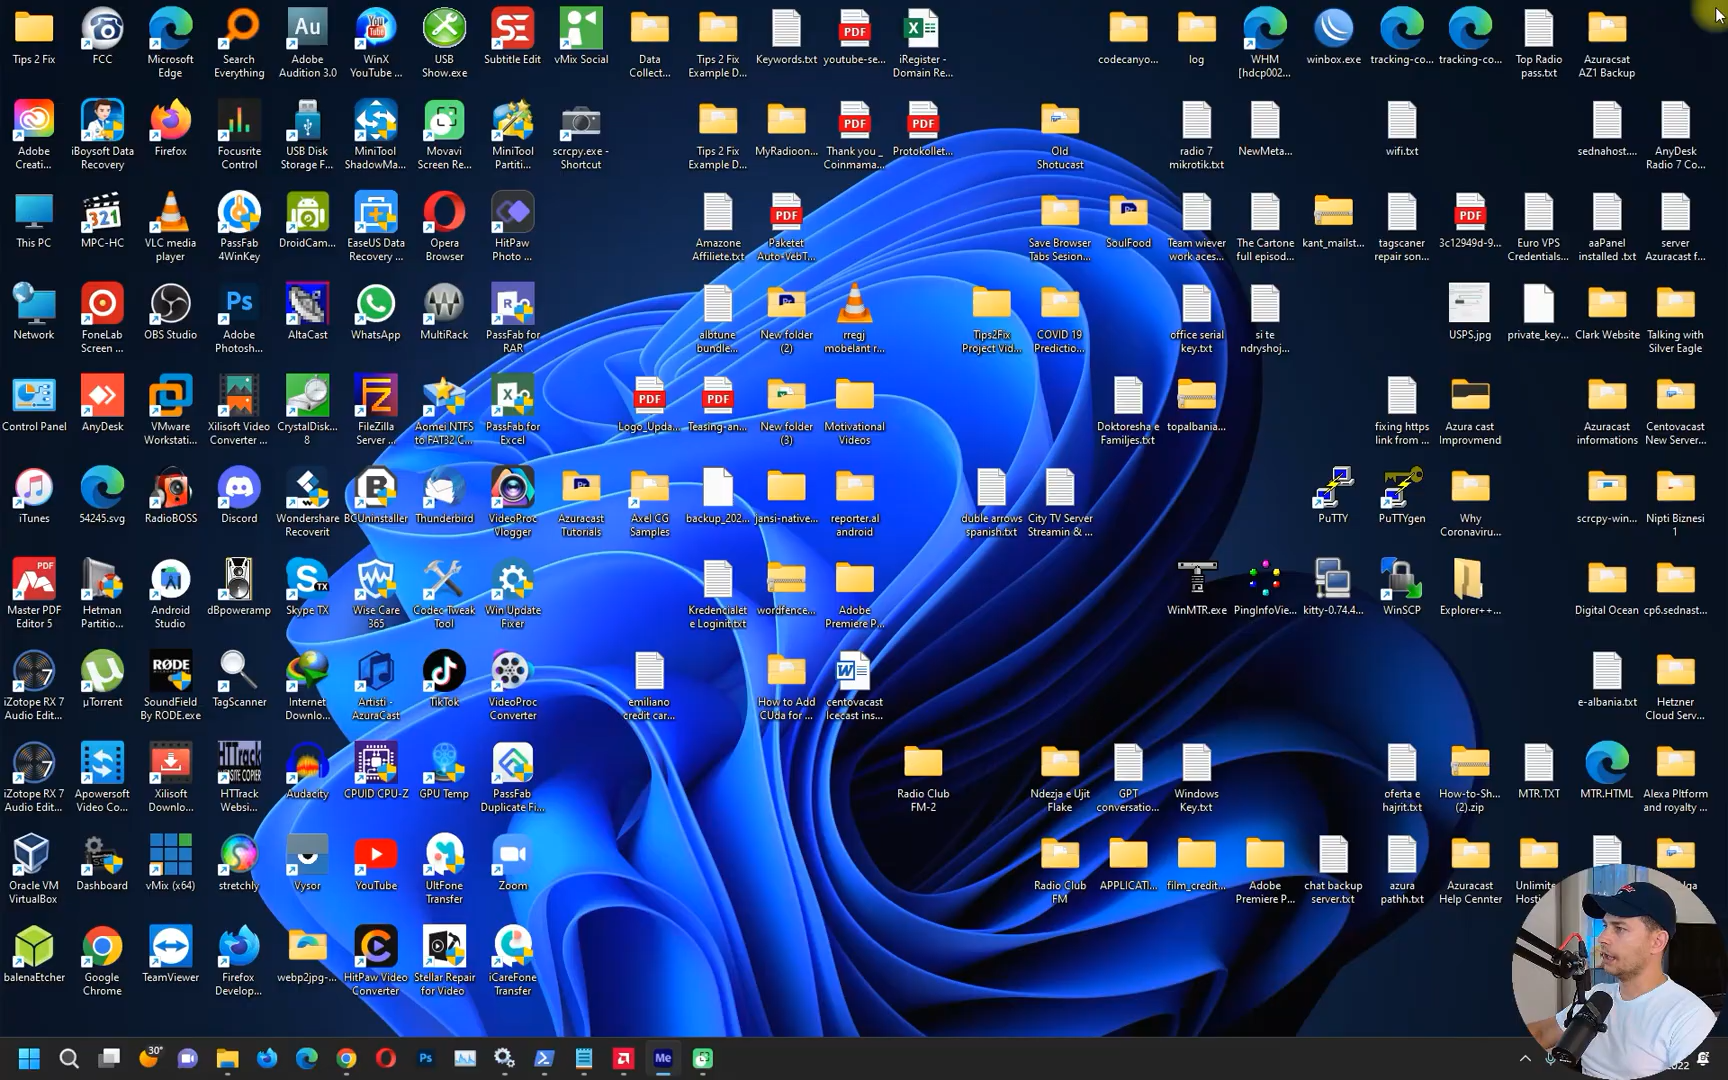 Tips 2 Fix
FCC
Microsoft Edge
Search Everything
Adobe Audition 3.0
WinX YouTube ...
USB Show.exe
Subtitle Edit
vMix Social
Data Collect...
Tips 2 Fix Example D...
Keywords.txt
youtube-se...
iRegister - Domain Re...
codecanyo...
log
WHM [hdcp002...
winbox.exe
tracking-co...
tracking-co...
Top Radio pass.txt
Azuracsat AZ1 Backup
Adobe Creati...
iBoysoft Data Recovery
Firefox
Focusrite Control
USB Disk Storage F...
MiniTool ShadowMa...
Movavi Screen Re...
MiniTool Partiti...
scrcpy.exe - Shortcut
Tips 2 Fix Example D...
MyRadioon...
Thank you _ Coinmama...
Protokollet...
Old Shotucast
radio 7 mikrotik.txt
NewMeta...
wifi.txt
sednahost....
AnyDesk Radio 7 Co...
This PC
MPC-HC
VLC media player
PassFab 4WinKey
DroidCam...
EaseUS Data Recovery ...
Opera Browser
HitPaw Photo ...
Amazone Affiliete.txt
Paketet Auto+VebT...
Save Browser Tabs Sesion...
SoulFood
Team wiever work aces...
The Cartone full episod...
kant_mailst...
tagscaner repair son...
3c12949d-9...
Euro VPS Credentials...
aaPanel installed .txt
server Azuracast f...
Network
FoneLab Screen ...
OBS Studio
Adobe Photosh...
AltaCast
WhatsApp
MultiRack
PassFab for RAR
albtune bundle...
New folder (2)
rregj mobelant r...
Tips2Fix Project Vid...
COVID 19 Predictio...
office serial key.txt
si te ndryshoj...
USPS.jpg
private_key...
Clark Website
Talking with Silver Eagle
Control Panel
AnyDesk
VMware Workstati...
Xilisoft Video Converter ...
CrystalDisk... 8
FileZilla Server ...
Aomei NTFS to FAT32 C...
PassFab for Excel
Logo_Upda...
Teasing-an...
New folder (3)
Motivational Videos
Doktoresha e Familjes.txt
topalbania...
fixing https link from ...
Azura cast Improvmend
Azuracast informations
Centovacast New Server...
iTunes
54245.svg
RadioBOSS
Discord
Wondershare Recoverit
BCUninstaller
Thunderbird
VideoProc Vlogger
Azuracast Tutorials
Axel CG Samples
backup_202...
jansi-native...
reporter.al android
duble arrows spanish.txt
City TV Server Streamin & ...
PuTTY
PuTTYgen
Why Coronaviru...
scrcpy-win...
Nipti Biznesi 1
Master PDF Editor 5
Hetman Partitio...
Android Studio
dBpoweramp
Skype TX
Wise Care 365
Codec Tweak Tool
Win Update Fixer
Kredencialet e Loginit.txt
wordfence...
Adobe Premiere P...
WinMTR.exe
PingInfoVie...
kitty-0.74.4...
WinSCP
Explorer++...
Digital Ocean
cp6.sednast...
iZotope RX 7 Audio Edit...
µTorrent
SoundField By RODE.exe
TagScanner
Internet Downlo...
Artisti - AzuraCast
TikTok
VideoProc Converter
emiliano credit car...
How to Add CUda for ...
centovacast Icecast ins...
e-albania.txt
Hetzner Cloud Serv...
iZotope RX 7 Audio Edit...
Apowersoft Video Co...
Xilisoft Downlo...
HTTrack Websi...
Audacity
CPUID CPU-Z
GPU Temp
PassFab Duplicate Fi...
Radio Club FM-2
Ndezja e Ujit Flake
GPT conversatio...
Windows Key.txt
oferta e hajrit.txt
How-to-Sh... (2).zip
MTR.TXT
MTR.HTML
Alexa Pltform and royalty ...
Oracle VM VirtualBox
Dashboard
vMix (x64)
stretchly
Vysor
YouTube
UltFone Transfer
Zoom
Radio Club FM
APPLICATI...
film_credit...
Adobe Premiere P...
chat backup server.txt
azura pathh.txt
Azuracast Help Cennter
Unlimite
balenaEtcher
Google Chrome
TeamViewer
Firefox Develop...
webp2jpg-...
HitPaw Video Converter
Stellar Repair for Video
iCareFone Transfer
30°